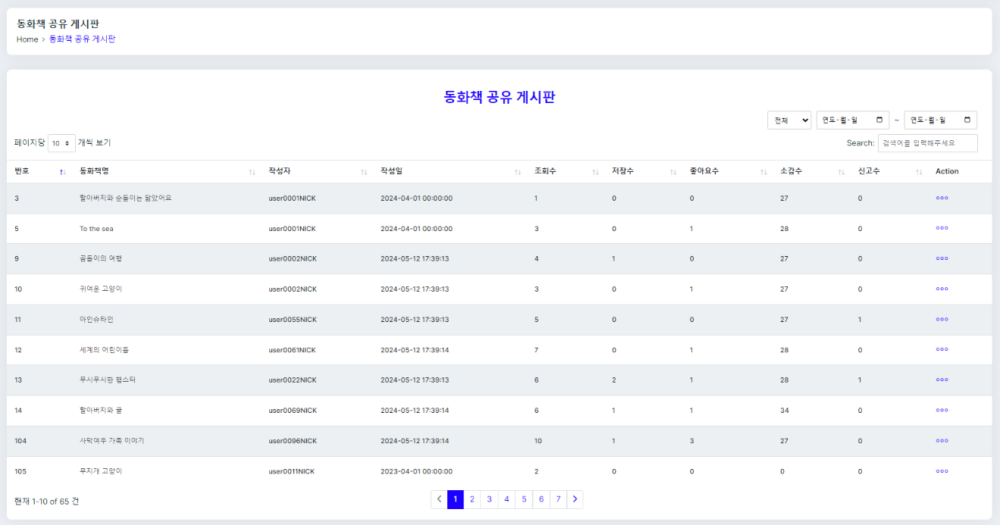 동화책 공유 게시판
Home > 동화책 공유 게시판
동화책 공유 게시판
전체 연도-월-일 ~ 연도-월-일
페이지당 10 개씩 보기 Search: 검색어를 입력해주세요
번호 동화책명 작성자 작성일 조회수 저장수 좋아요수 소감수 신고수 Action
3 할아버지와 순돌이는 닮았어요 user0001NICK 2024-04-01 00:00:00 1 0 0 27 0
5 To the sea user0001NICK 2024-04-01 00:00:00 3 0 1 28 0
9 곰돌이의 여행 user0002NICK 2024-05-12 17:39:13 4 1 0 27 0
10 귀여운 고양이 user0002NICK 2024-05-12 17:39:13 3 0 1 27 0
11 아인슈타인 user0055NICK 2024-05-12 17:39:13 5 0 0 27 1
12 세계의 어린이들 user0061NICK 2024-05-12 17:39:14 7 0 1 28 0
13 무시무시한 햄스터 user0022NICK 2024-05-12 17:39:13 6 2 1 28 1
14 할아버지와 귤 user0069NICK 2024-05-12 17:39:14 6 1 1 34 0
104 사막여우 가족 이야기 user0096NICK 2024-05-12 17:39:14 10 1 3 27 0
105 무지개 고양이 user0011NICK 2023-04-01 00:00:00 2 0 0 0 0
현재 1-10 of 65 건 1 2 3 4 5 6 7